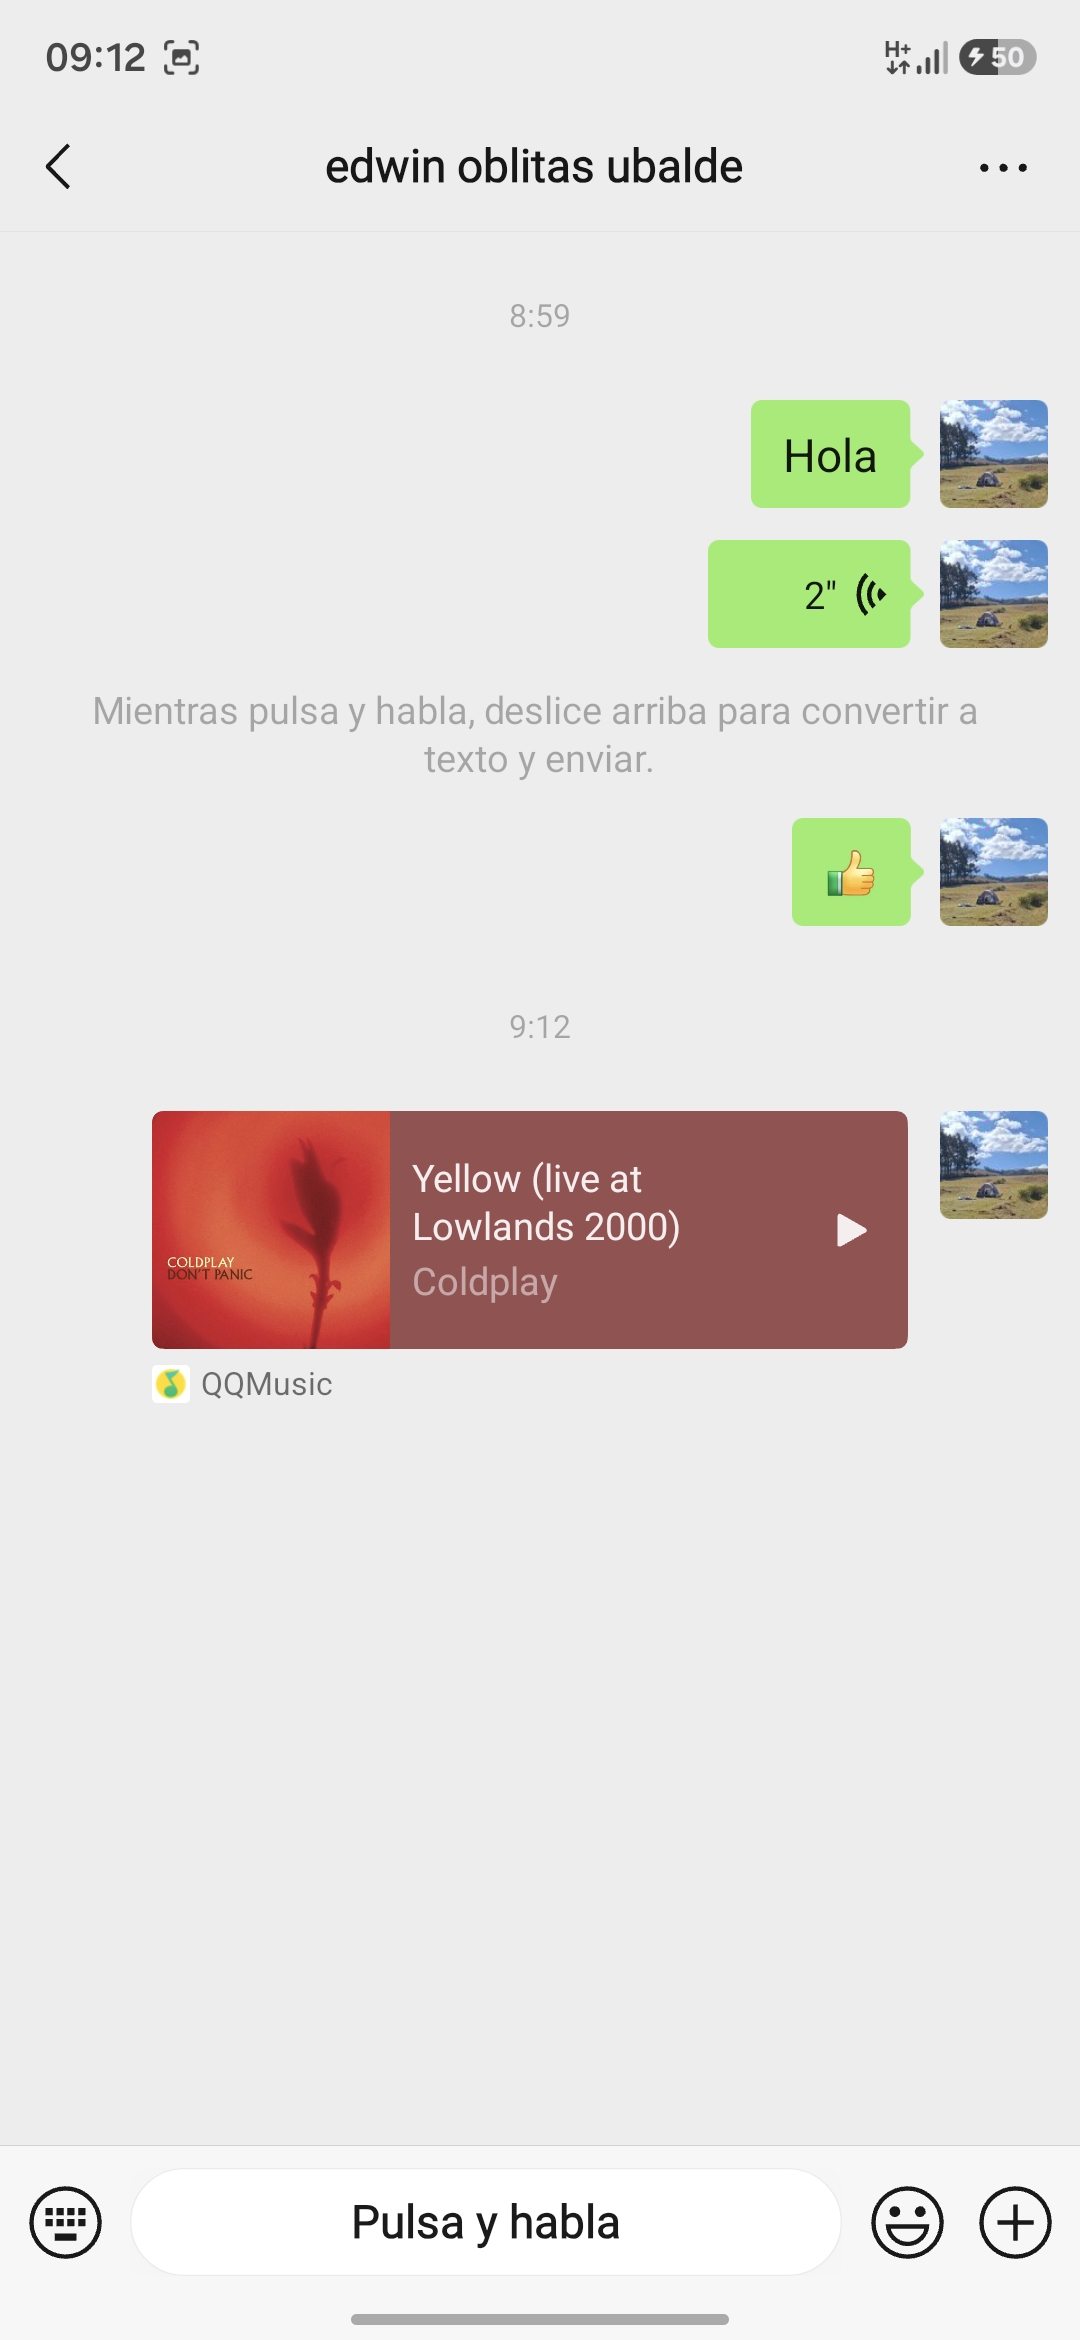 09:12
H+
50
edwin oblitas ubalde
8:59
Hola
2"
Mientras pulsa y habla, deslice arriba para convertir a
texto y enviar.
9:12
Yellow (live at
Lowlands 2000)
Coldplay
COLDPLAY
DON'T PANIC
QQMusic
Pulsa y habla